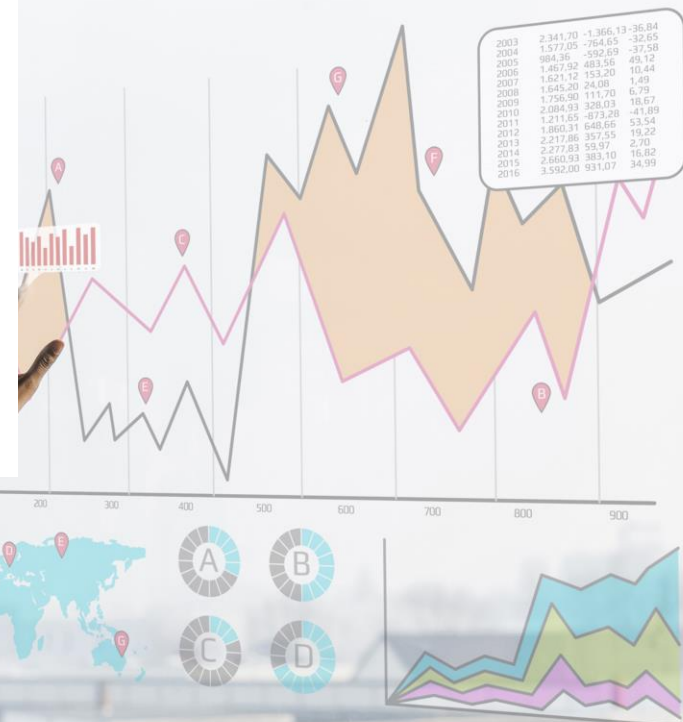 2003 2.341,70 -1.366,13 -36,84
2004 1.577,05 -764,65 -32,65
2005 984,36 -592,69 -37,58
2006 1.467,92 483,56 49,12
2007 1.621,12 153,20 10,44
2008 1.645,20 24,08 1,49
2009 1.756,90 111,70 6,79
2010 2.084,93 328,03 18,67
2011 1.211,65 -873,28 -41,89
2012 1.860,31 648,66 53,54
2013 2.217,86 357,55 19,22
2014 2.277,83 59,97 2,70
2015 2.660,93 383,10 16,82
2016 3.592,00 931,07 34,99
G
F
A
C
E
B
200 300 400 500 600 700 800 900
D E
G
A B
C D